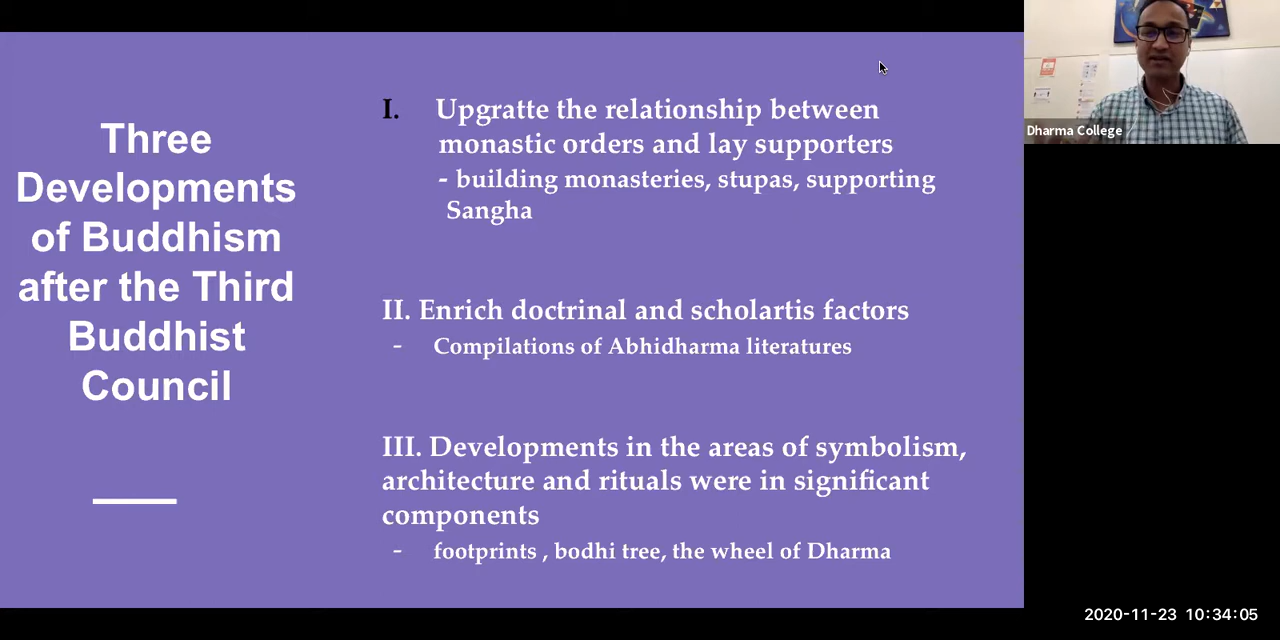 Three
Developments
of Buddhism
after the Third
Buddhist
Council
I. Upgratte the relationship between
monastic orders and lay supporters
- building monasteries, stupas, supporting
Sangha
II. Enrich doctrinal and scholartis factors
- Compilations of Abhidharma literatures
III. Developments in the areas of symbolism,
architecture and rituals were in significant
components
- footprints , bodhi tree, the wheel of Dharma
Dharma College
2020-11-23 10:34:05